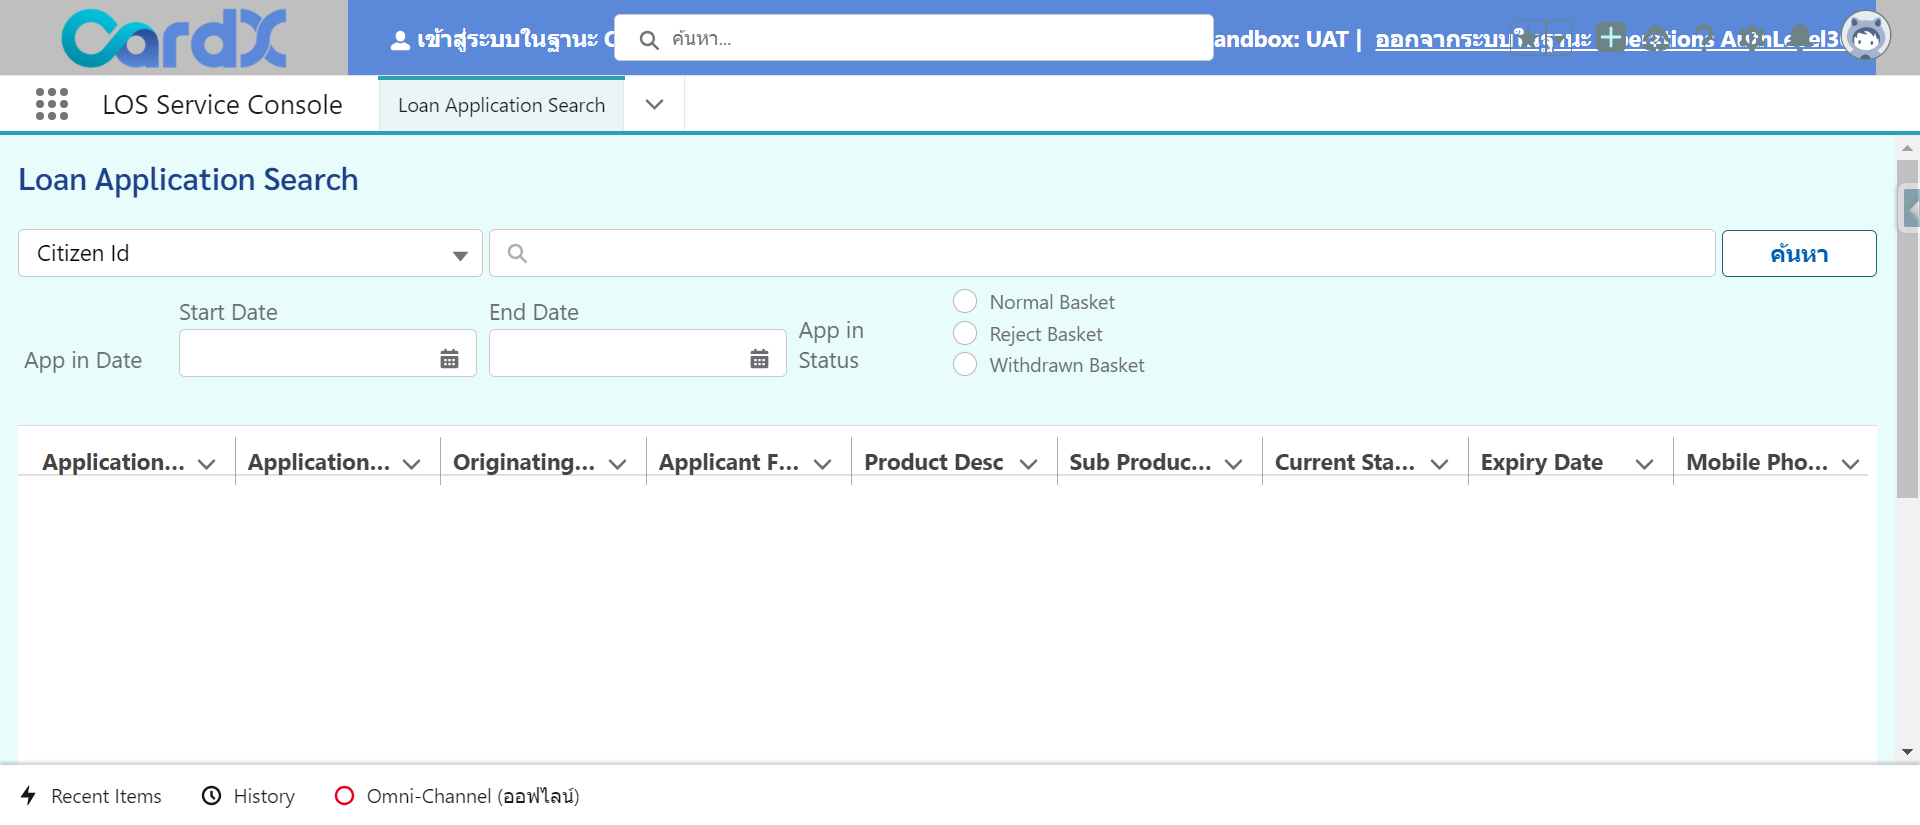 CardX
เข้าสู่ระบบในฐานะ
ค้นหา...
andbox: UAT | ออกจากระบบในฐานะ
LOS Service Console
Loan Application Search
Loan Application Search
Citizen Id
ค้นหา
Start Date
End Date
App in Date
App in
Status
Normal Basket
Reject Basket
Withdrawn Basket
Application...
Application...
Originating...
Applicant F...
Product Desc
Sub Produc...
Current Sta...
Expiry Date
Mobile Pho...
Recent Items
History
Omni-Channel (ออฟไลน์)